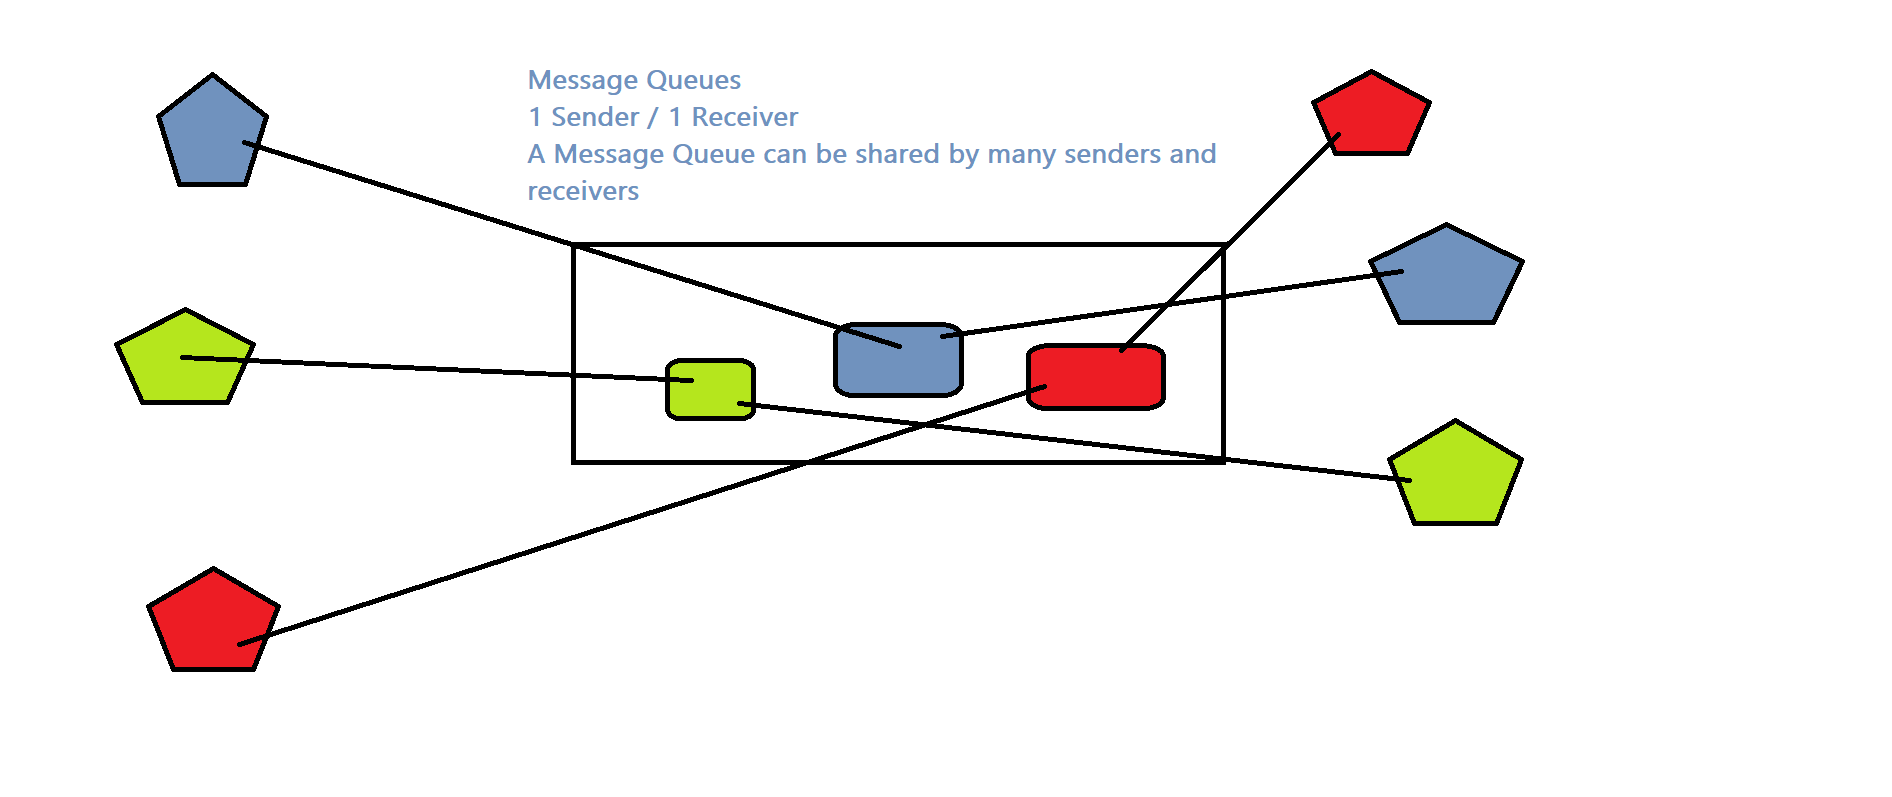 Message Queues
1 Sender / 1 Receiver
A Message Queue can be shared by many senders and
receivers